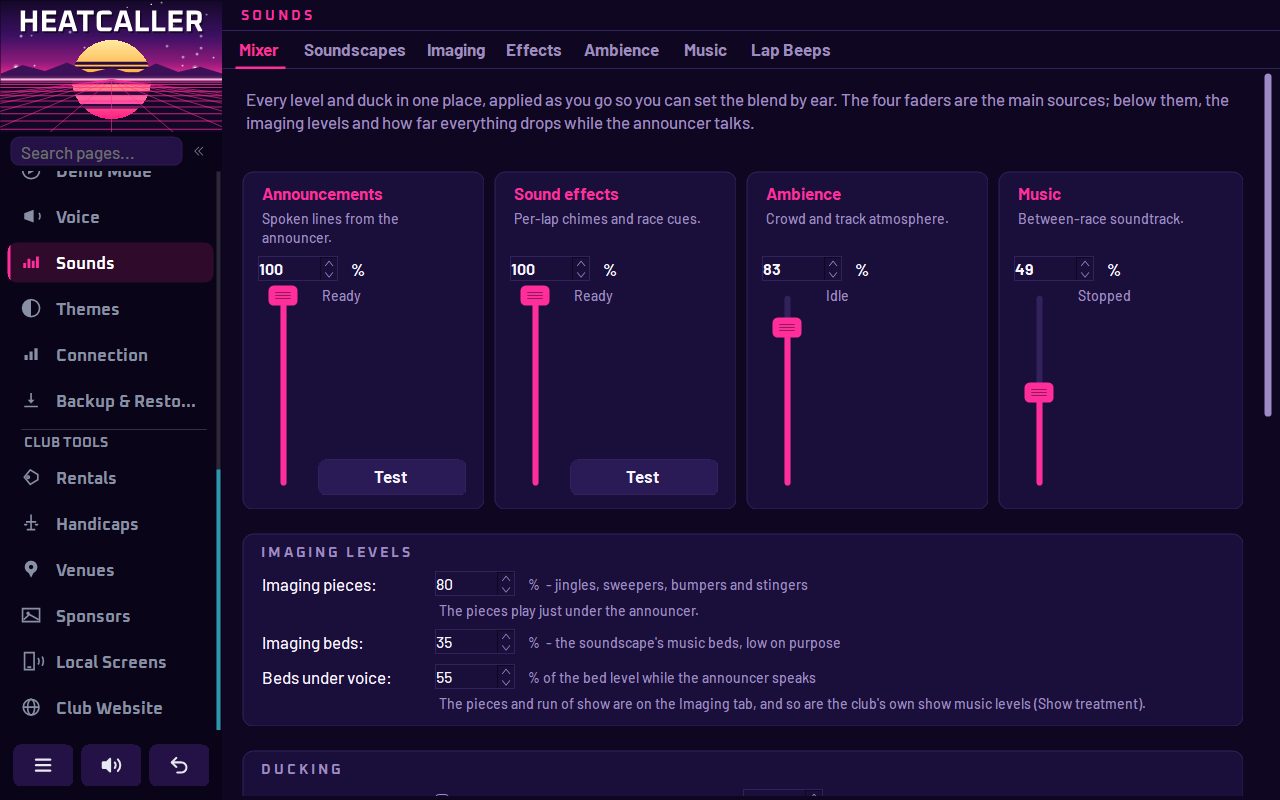 HEATCALLER
Search pages...
«
Demo Mode
Voice
Sounds
Themes
Connection
Backup & Resto...
CLUB TOOLS
Rentals
Handicaps
Venues
Sponsors
Local Screens
Club Website
SOUNDS
Mixer Soundscapes Imaging Effects Ambience Music Lap Beeps
Every level and duck in one place, applied as you go so you can set the blend by ear. The four faders are the main sources; below them, the
imaging levels and how far everything drops while the announcer talks.
Announcements
Spoken lines from the
announcer.
100 %
Ready
Test
Sound effects
Per-lap chimes and race cues.
100 %
Ready
Test
Ambience
Crowd and track atmosphere.
83 %
Idle
Music
Between-race soundtrack.
49 %
Stopped
IMAGING LEVELS
Imaging pieces: 80 % - jingles, sweepers, bumpers and stingers
The pieces play just under the announcer.
Imaging beds: 35 % - the soundscape's music beds, low on purpose
Beds under voice: 55 % of the bed level while the announcer speaks
The pieces and run of show are on the Imaging tab, and so are the club's own show music levels (Show treatment).
DUCKING